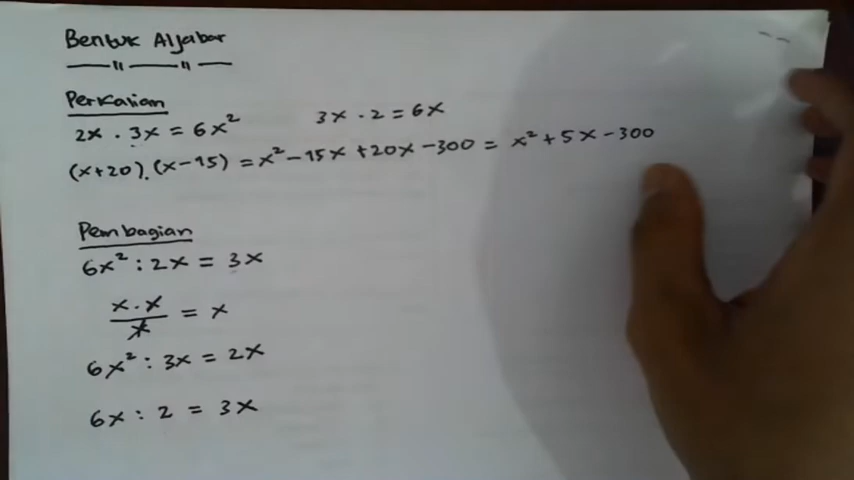 Bentuk Aljabar
Perkalian
2x . 3x = 6x² 3x . 2 = 6x
(x+20).(x-15) = x² - 15x + 20x - 300 = x² + 5x - 300
Pembagian
6x² : 2x = 3x
x . x / x = x
6x² : 3x = 2x
6x : 2 = 3x